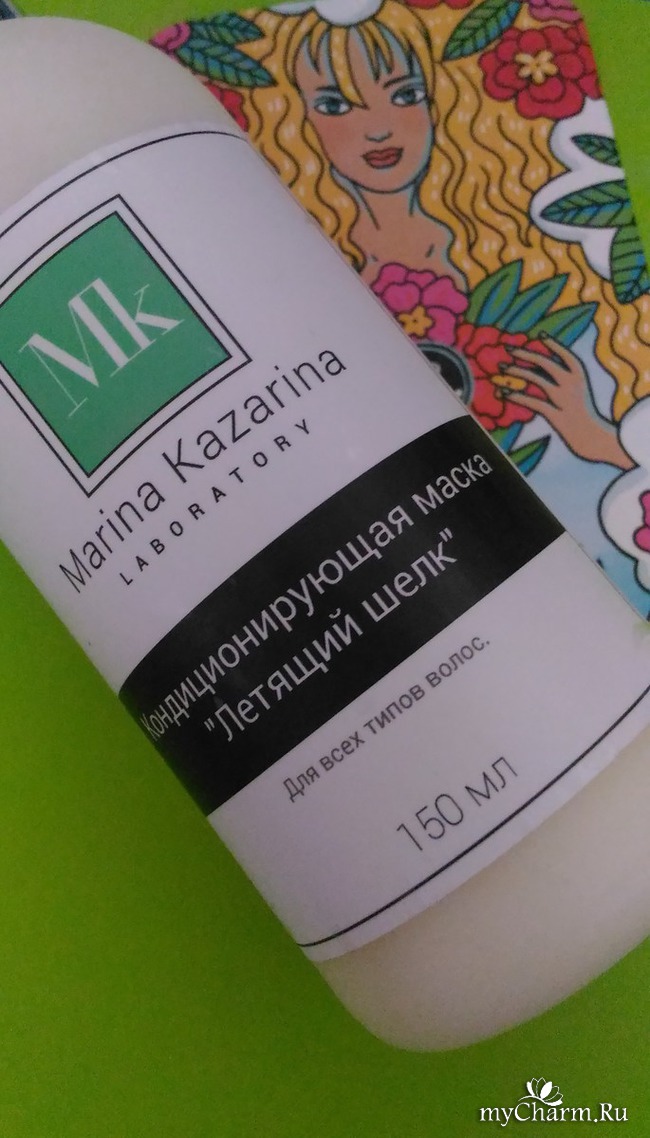 Mk
Marina Kazarina
LABORATORY
Кондиционирующая маска
"Летящий шелк"
Для всех типов волос.
150 мл
myCharm.Ru